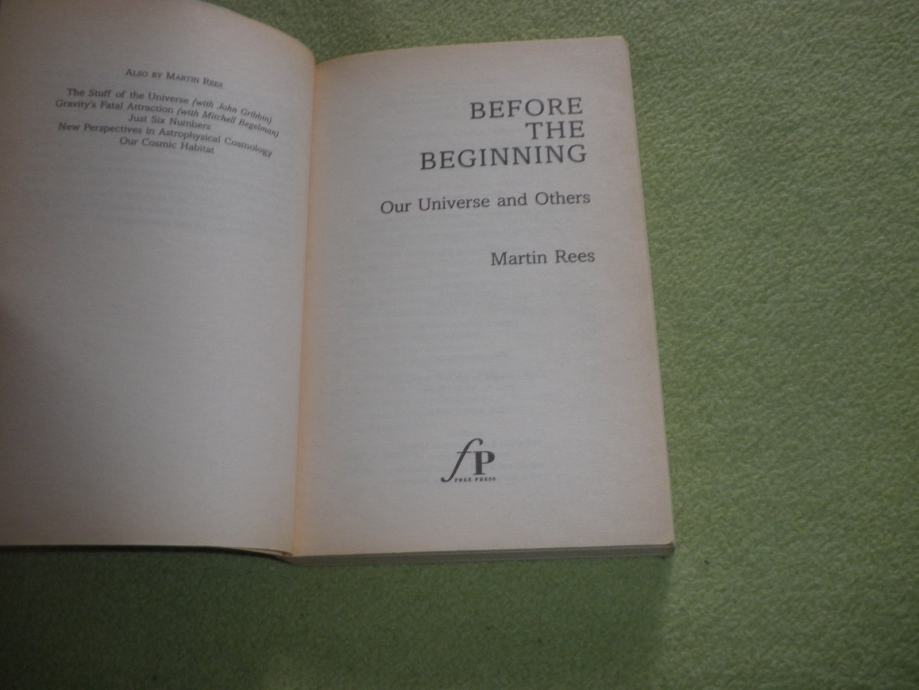 ALSO BY MARTIN REES
The Stuff of the Universe (with John Gribbin)
Gravity's Fatal Attraction (with Mitchell Begelman)
Just Six Numbers
New Perspectives in Astrophysical Cosmology
Our Cosmic Habitat
BEFORE
THE
BEGINNING
Our Universe and Others
Martin Rees
fP
FREE PRESS